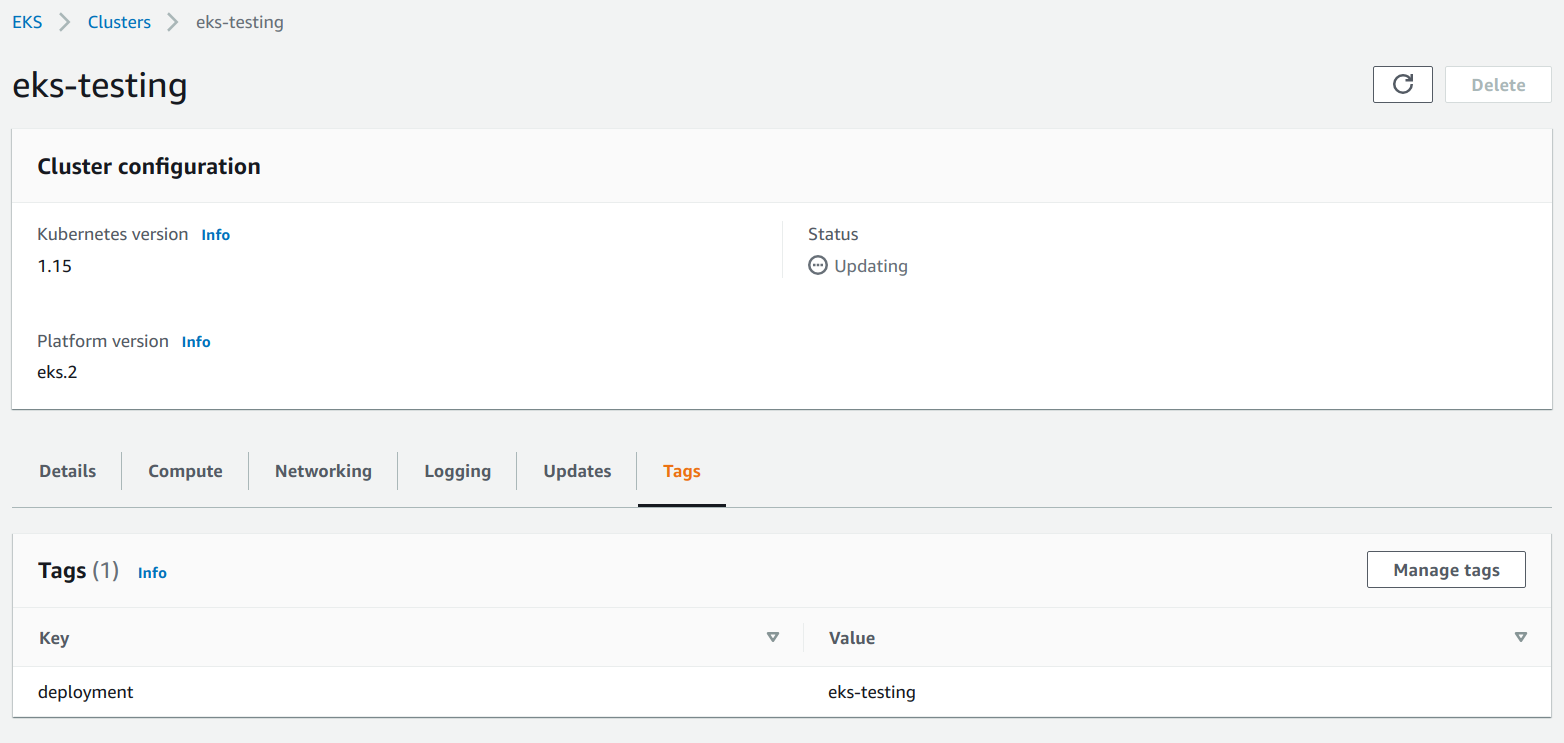 EKS Clusters eks-testing
eks-testing
Delete
Cluster configuration
Kubernetes version Info
1.15
Status
Updating
Platform version Info
eks.2
Details Compute Networking Logging Updates Tags
Tags (1) Info
Manage tags
Key Value
deployment eks-testing